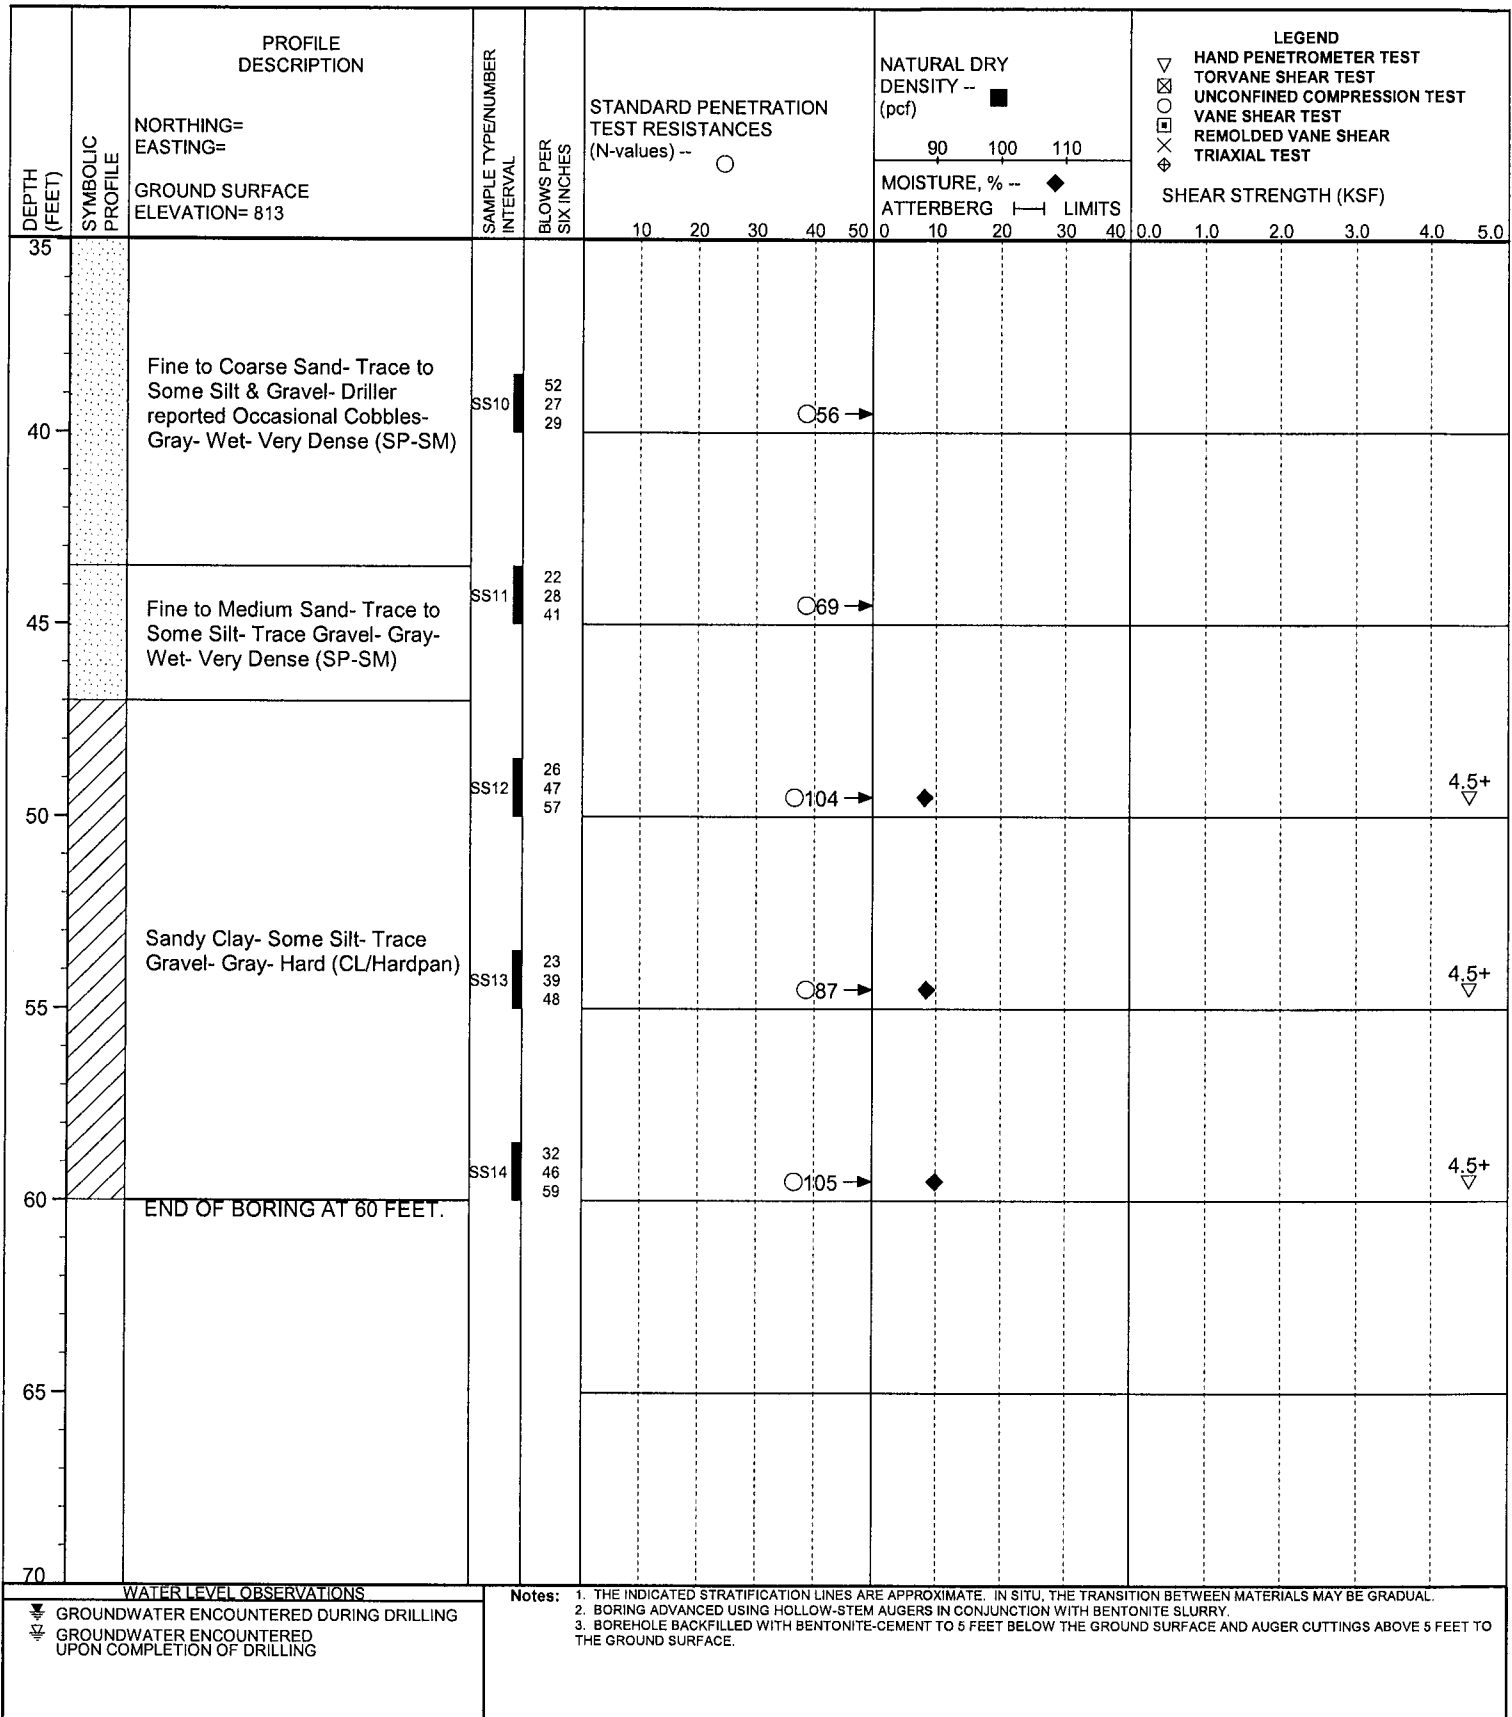 PROFILE
DESCRIPTION
NORTHING=
EASTING=
GROUND SURFACE
ELEVATION= 813
DEPTH
(FEET)
SYMBOLIC
PROFILE
SAMPLE TYPE/NUMBER
INTERVAL
BLOWS PER
SIX INCHES
STANDARD PENETRATION
TEST RESISTANCES
(N-values) --
10 20 30 40 50
NATURAL DRY
DENSITY --
(pcf)
90 100 110
MOISTURE, % --
ATTERBERG LIMITS
0 10 20 30 40
LEGEND
HAND PENETROMETER TEST
TORVANE SHEAR TEST
UNCONFINED COMPRESSION TEST
VANE SHEAR TEST
REMOLDED VANE SHEAR
TRIAXIAL TEST
SHEAR STRENGTH (KSF)
0.0 1.0 2.0 3.0 4.0 5.0
35
Fine to Coarse Sand- Trace to
Some Silt & Gravel- Driller
reported Occasional Cobbles-
Gray- Wet- Very Dense (SP-SM)
SS10
52
27
29
56
40
Fine to Medium Sand- Trace to
Some Silt- Trace Gravel- Gray-
Wet- Very Dense (SP-SM)
SS11
22
28
41
69
45
SS12
26
47
57
104
4.5+
50
Sandy Clay- Some Silt- Trace
Gravel- Gray- Hard (CL/Hardpan)
SS13
23
39
48
87
4.5+
55
SS14
32
46
59
105
4.5+
60
END OF BORING AT 60 FEET.
65
70
WATER LEVEL OBSERVATIONS
GROUNDWATER ENCOUNTERED DURING DRILLING
GROUNDWATER ENCOUNTERED
UPON COMPLETION OF DRILLING
Notes: 1. THE INDICATED STRATIFICATION LINES ARE APPROXIMATE. IN SITU, THE TRANSITION BETWEEN MATERIALS MAY BE GRADUAL.
2. BORING ADVANCED USING HOLLOW-STEM AUGERS IN CONJUNCTION WITH BENTONITE SLURRY.
3. BOREHOLE BACKFILLED WITH BENTONITE-CEMENT TO 5 FEET BELOW THE GROUND SURFACE AND AUGER CUTTINGS ABOVE 5 FEET TO
THE GROUND SURFACE.